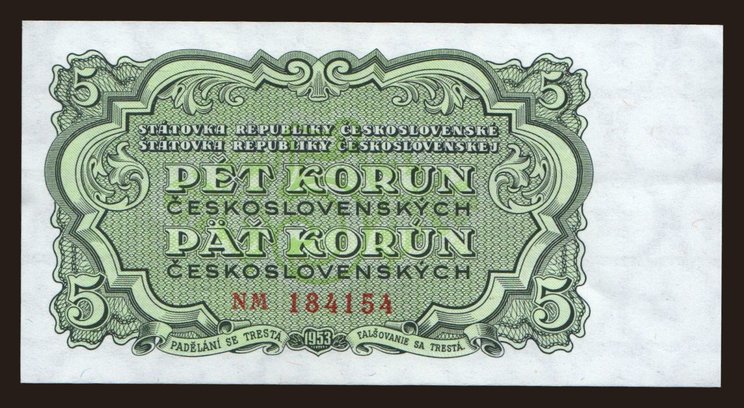 5 5
STÁTOVKA REPUBLIKY ČESKOSLOVENSKÉ
STÁTOVKA REPUBLIKY ČESKOSLOVENSKEJ
PĚT KORUN
ČESKOSLOVENSKÝCH
PÄŤ KORÚN
ČESKOSLOVENSKÝCH
NM 184154
5 5
PADĚLÁNÍ SE TRESTÁ 1953 FALŠOVANIE SA TRESTÁ.